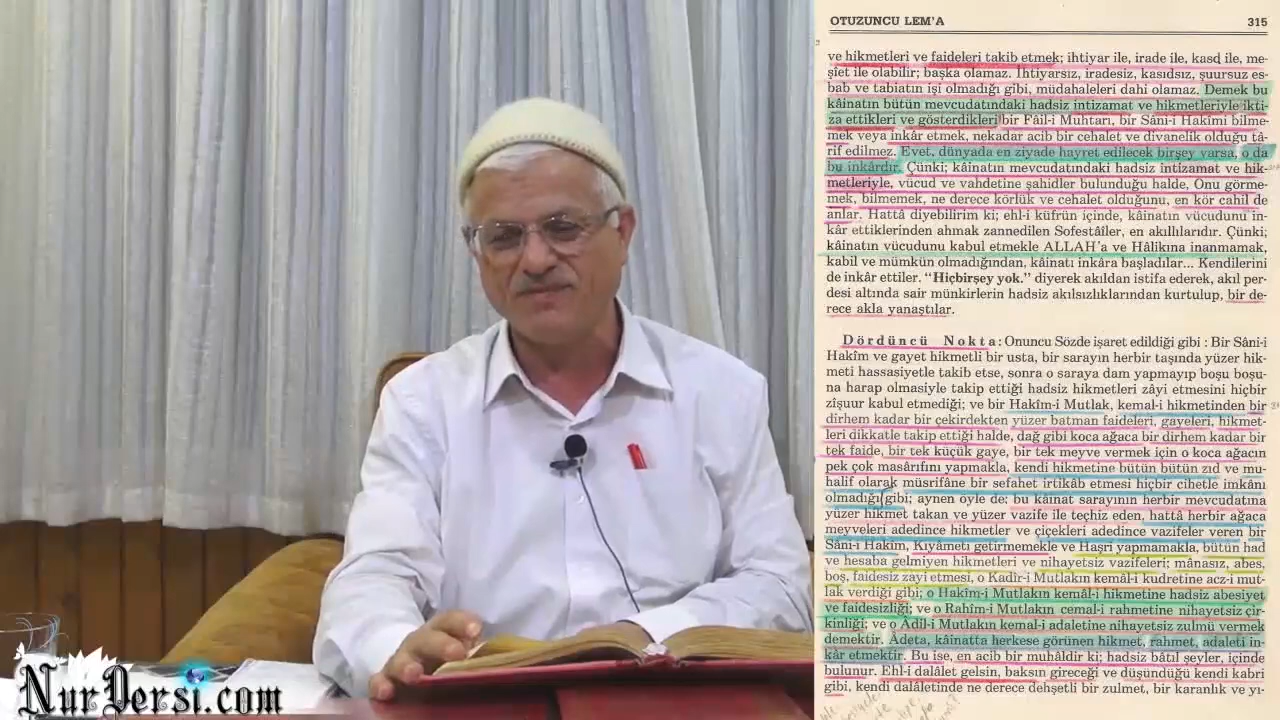 OTUZUNCU LEM'A 315
ve hikmetleri ve faideleri takib etmek; ihtiyar ile, irade ile, kasd ile, me-
şiet ile olabilir; başka olamaz. İhtiyarsız, iradesiz, kasıdsız, şuursuz es-
bab ve tabiatın işi olmadığı gibi, müdahaleleri dahi olamaz. Demek bu
kâinatın bütün mevcudatındaki hadsiz intizamat ve hikmetleriyle ikti-
za ettikleri ve gösterdikleri bir Fâil-i Muhtarı, bir Sâni-i Hakîmi bilme-
mek veya inkâr etmek, nekadar acib bir cehalet ve divanelik olduğu tâ-
rif edilmez. Evet, dünyada en ziyade hayret edilecek birşey varsa, o da
bu inkârdır. Çünki; kâinatın mevcudatındaki hadsiz intizamat ve hik-
metleriyle, vücud ve vahdetine şahidler bulunduğu halde, Onu görme-
mek, bilmemek, ne derece körlük ve cehalet olduğunu, en kör cahil de
anlar. Hattâ diyebilirim ki; ehl-i küfrün içinde, kâinatın vücudunu in-
kâr ettiklerinden ahmak zannedilen Sofestâiler, en akıllılarıdır. Çünki;
kâinatın vücudunu kabul etmekle ALLAH'a ve Hâlikına inanmamak,
kabil ve mümkün olmadığından, kâinatı inkâra başladılar.. Kendilerini
de inkâr ettiler. "Hiçbirşey yok." diyerek akıldan istifa ederek, akıl per-
desi altında sair münkirlerin hadsiz akılsızlıklarından kurtulup, bir de-
rece akla yanaştılar.
Dördüncü Nokta: Onuncu Sözde işaret edildiği gibi : Bir Sâni-i
Hakîm ve gayet hikmetli bir usta, bir sarayın herbir taşında yüzer hik-
meti hassasiyetle takib etse, sonra o saraya dam yapmayıp boşu boşu-
na harap olmasiyle takip ettiği hadsiz hikmetleri zâyi etmesini hiçbir
zîşuur kabul etmediği; ve bir Hakîm-i Mutlak, kemal-i hikmetinden bir
dirhem kadar bir çekirdekten yüzer batman faideleri, gayeleri, hikmet-
leri dikkatle takip ettiği halde, dağ gibi koca ağaca bir dirhem kadar bir
tek faide, bir tek küçük gaye, bir tek meyve vermek için o koca ağacın
pek çok masârıfını yapmakla, kendi hikmetine bütün bütün zıd ve mu-
halif olarak müsrifâne bir sefahet irtikâb etmesi hiçbir cihetle imkânı
olmadığı gibi; aynen öyle de: bu kâinat sarayının herbir mevcudatına
yüzer hikmet takan ve yüzer vazife ile teçhiz eden, hattâ herbir ağaca
meyveleri adedince hikmetler ve çiçekleri adedince vazifeler veren bir
Sâni-i Hakîm, Kıyâmeti getirmemekle ve Haşri yapmamakla, bütün had
ve hesaba gelmiyen hikmetleri ve nihayetsiz vazifeleri; mânasız, abes,
boş, faidesiz zayi etmesi, o Kadîr-i Mutlakın kemâl-i kudretine acz-i mut-
lak verdiği gibi; o Hakîm-i Mutlakın kemâl-i hikmetine hadsiz abesiyet
ve faidesizliği; ve o Rahîm-i Mutlakın cemal-i rahmetine nihayetsiz çir-
kinliği; ve o Âdil-i Mutlakın kemal-i adaletine nihayetsiz zulmü vermek
demektir. Âdeta, kâinatta herkese görünen hikmet, rahmet, adaleti in-
kâr etmektir. Bu ise, en acib bir muhâldir ki; hadsiz bâtıl şeyler, içinde
bulunur. Ehl-i dalâlet gelsin, baksın gireceği ve düşündüğü kendi kabri
gibi, kendi dalâletinde ne derece dehşetli bir zulmet, bir karanlık ve yı-
NurDersi.com